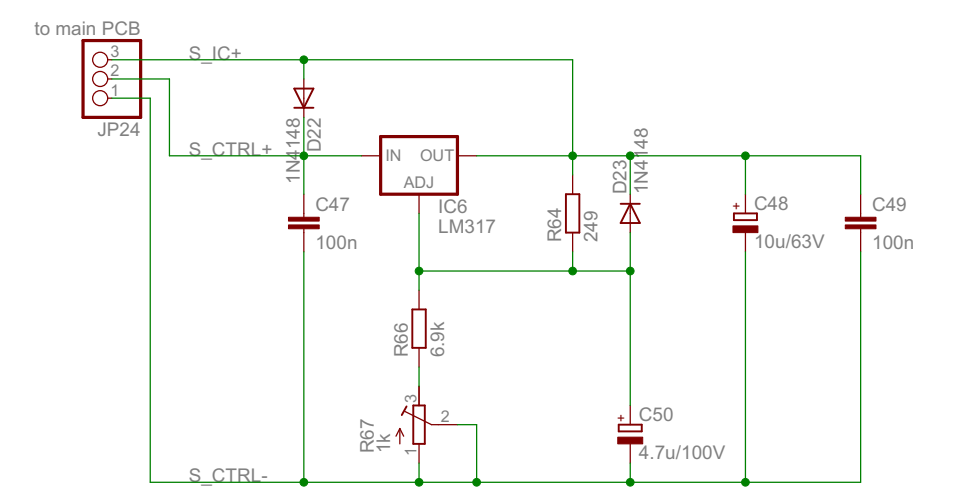 to main PCB
3
2
1
JP24
S_IC+
S_CTRL+
1N4148
D22
C47
100n
IN
OUT
ADJ
IC6
LM317
R64
249
D23
1N4148
C48
+
10u/63V
C49
100n
R66
6.9k
R67
1k
3
2
1
C50
+
4.7u/100V
S_CTRL-